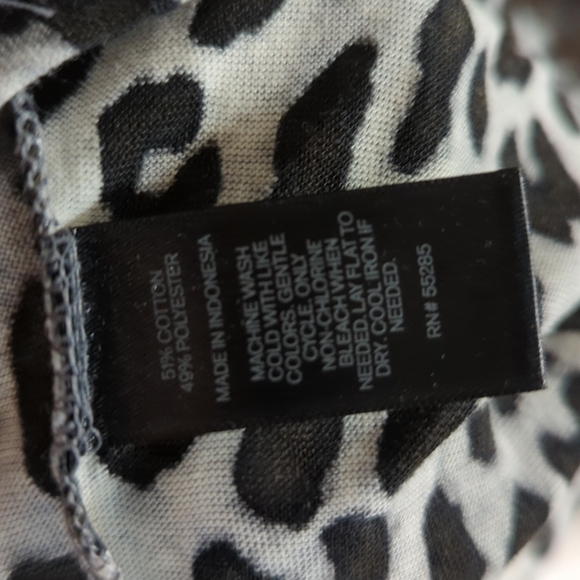 51% COTTON
49% POLYESTER
MADE IN INDONESIA
MACHINE WASH
COLD WITH LIKE
COLORS. GENTLE
CYCLE. ONLY
NON-CHLORINE
BLEACH WHEN
NEEDED. LAY FLAT TO
DRY. COOL IRON IF
NEEDED.
RN# 55285